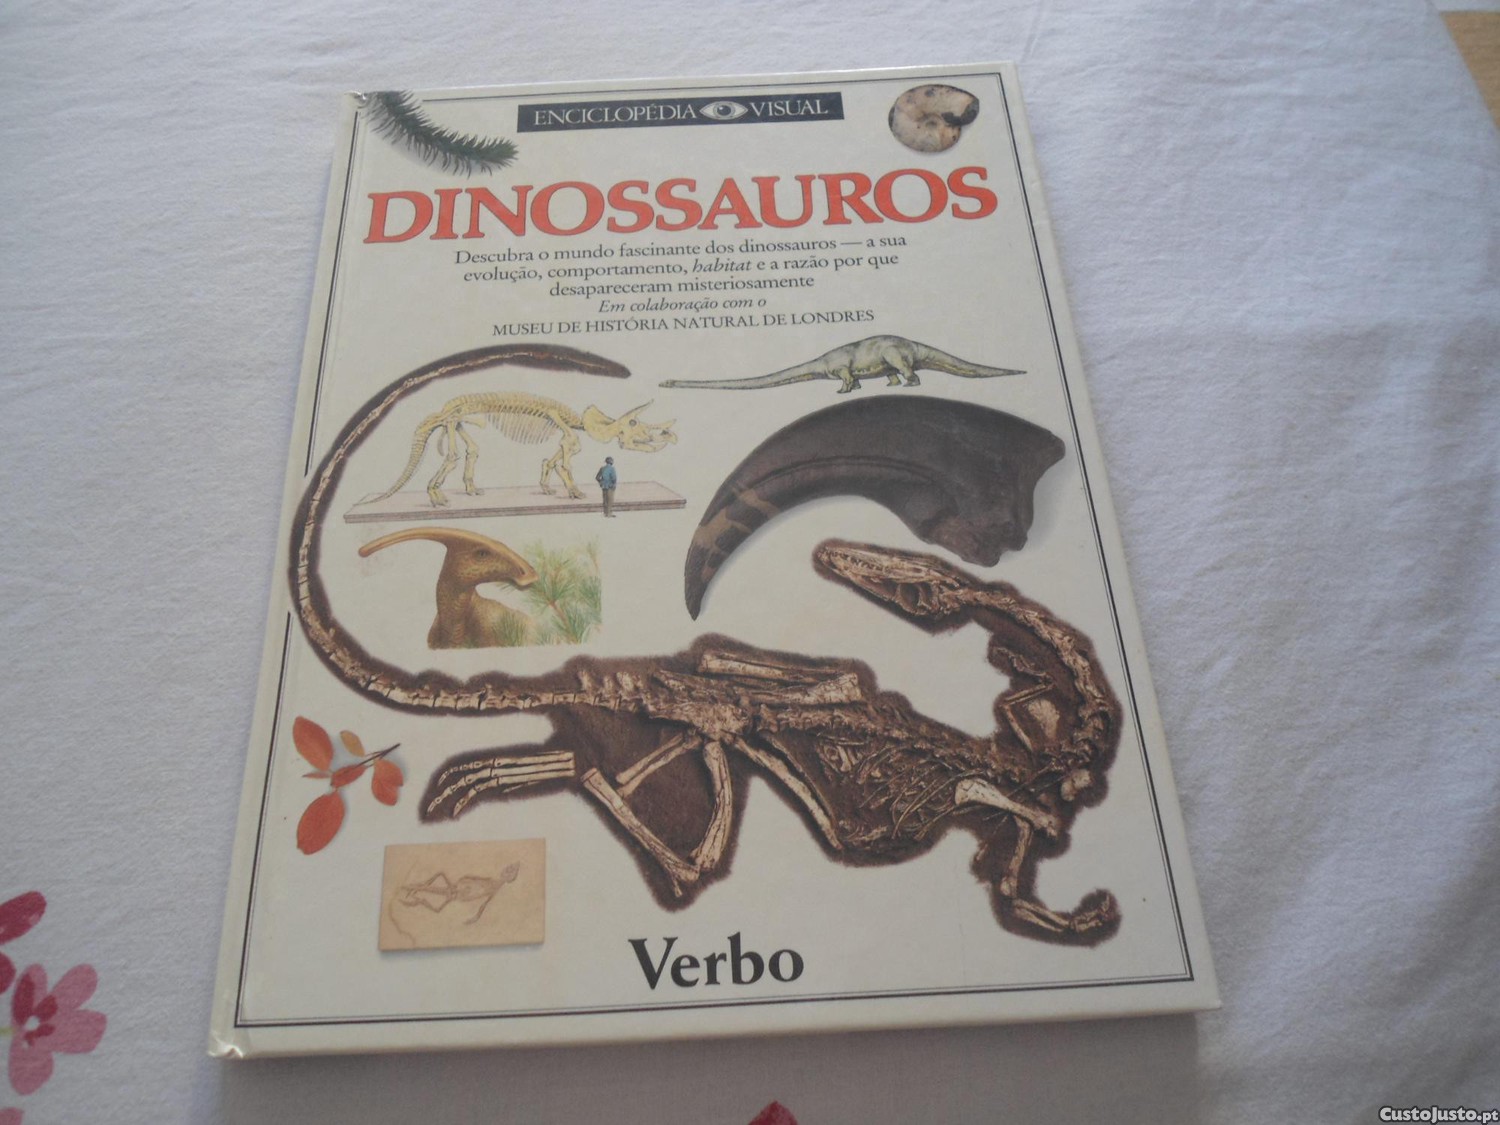 ENCICLOPÉDIA VISUAL
DINOSSAUROS
Descubra o mundo fascinante dos dinossauros — a sua
evolução, comportamento, habitat e a razão por que
desapareceram misteriosamente
Em colaboração com o
MUSEU DE HISTÓRIA NATURAL DE LONDRES
Verbo
CustoJusto.pt